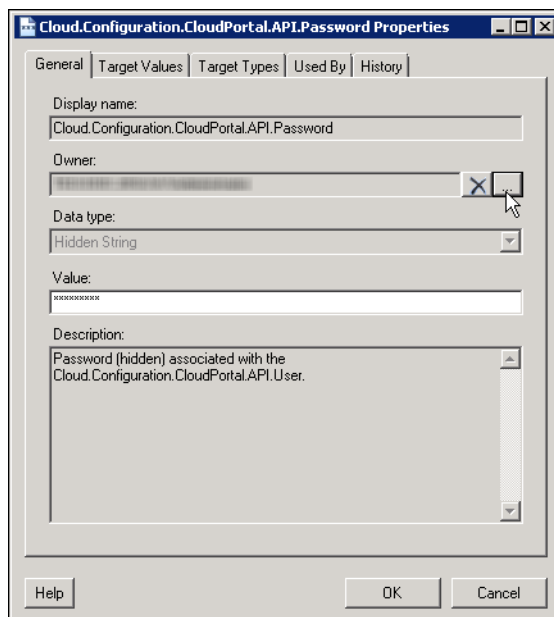 Cloud.Configuration.CloudPortal.API.Password Properties
General Target Values Target Types Used By History
Display name:
Cloud.Configuration.CloudPortal.API.Password
Owner:
...
Data type:
Hidden String
Value:
*********
Description:
Password (hidden) associated with the
Cloud.Configuration.CloudPortal.API.User.
Help OK Cancel